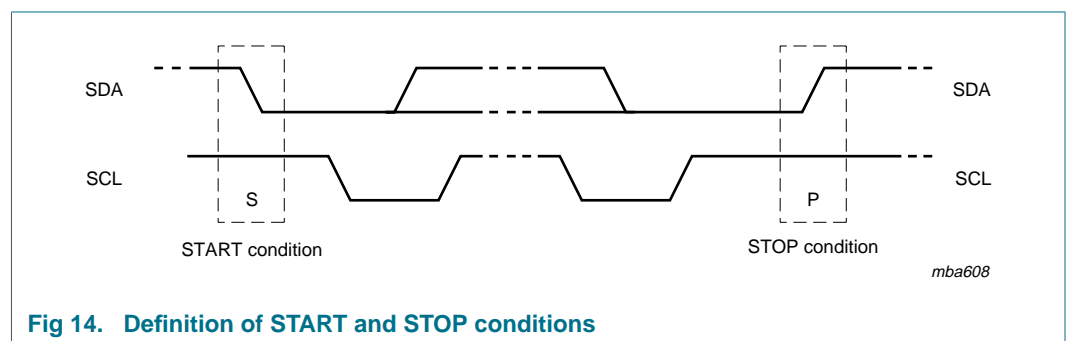 SDA
SDA
SCL
SCL
S
P
START condition
STOP condition
mba608
Fig 14. Definition of START and STOP conditions